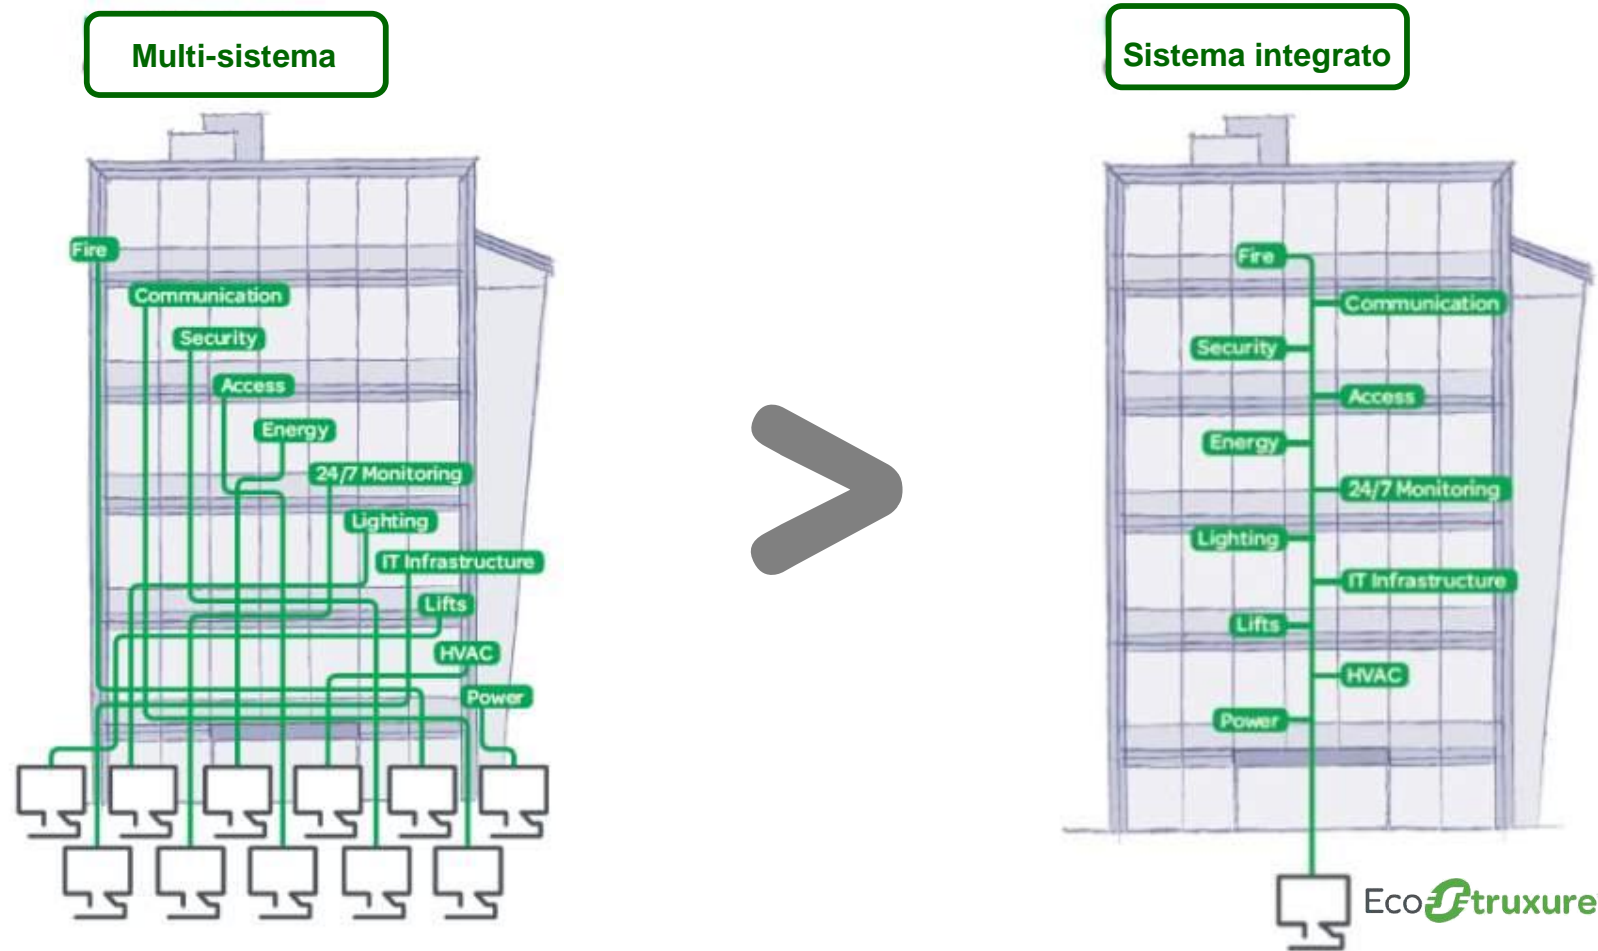 Multi-sistema
Fire
Communication
Security
Access
Energy
24/7 Monitoring
Lighting
IT Infrastructure
Lifts
HVAC
Power
Sistema integrato
Fire
Communication
Security
Access
Energy
24/7 Monitoring
Lighting
IT Infrastructure
Lifts
HVAC
Power
EcoStruxure